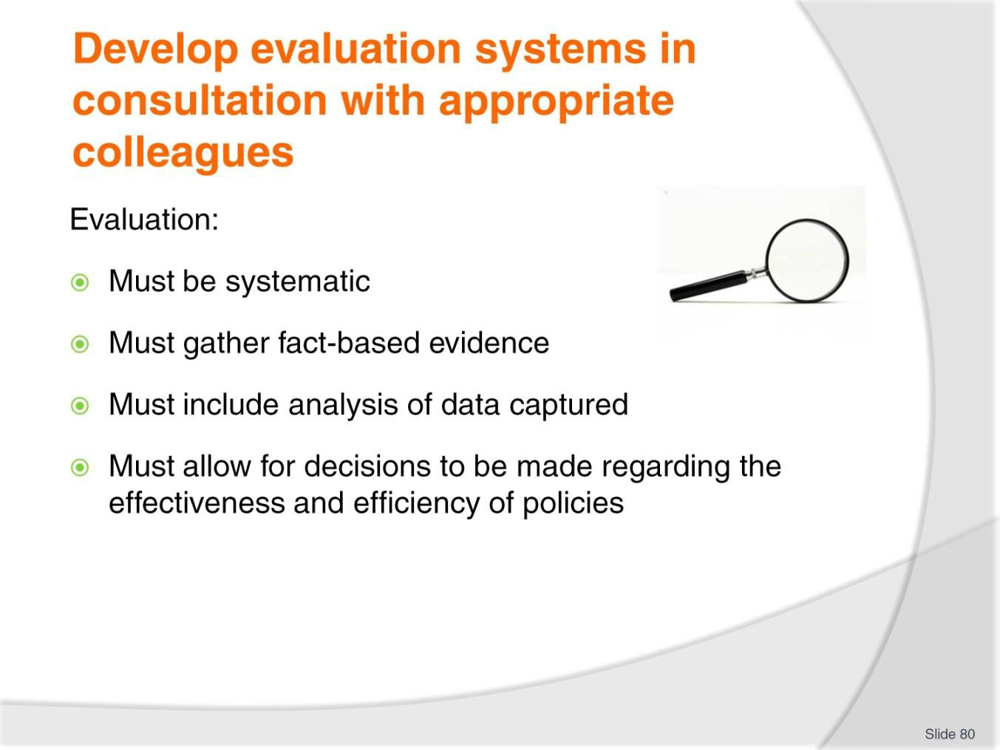 Develop evaluation systems in
consultation with appropriate
colleagues
Evaluation:
Must be systematic
Must gather fact-based evidence
Must include analysis of data captured
Must allow for decisions to be made regarding the
effectiveness and efficiency of policies
Slide 80